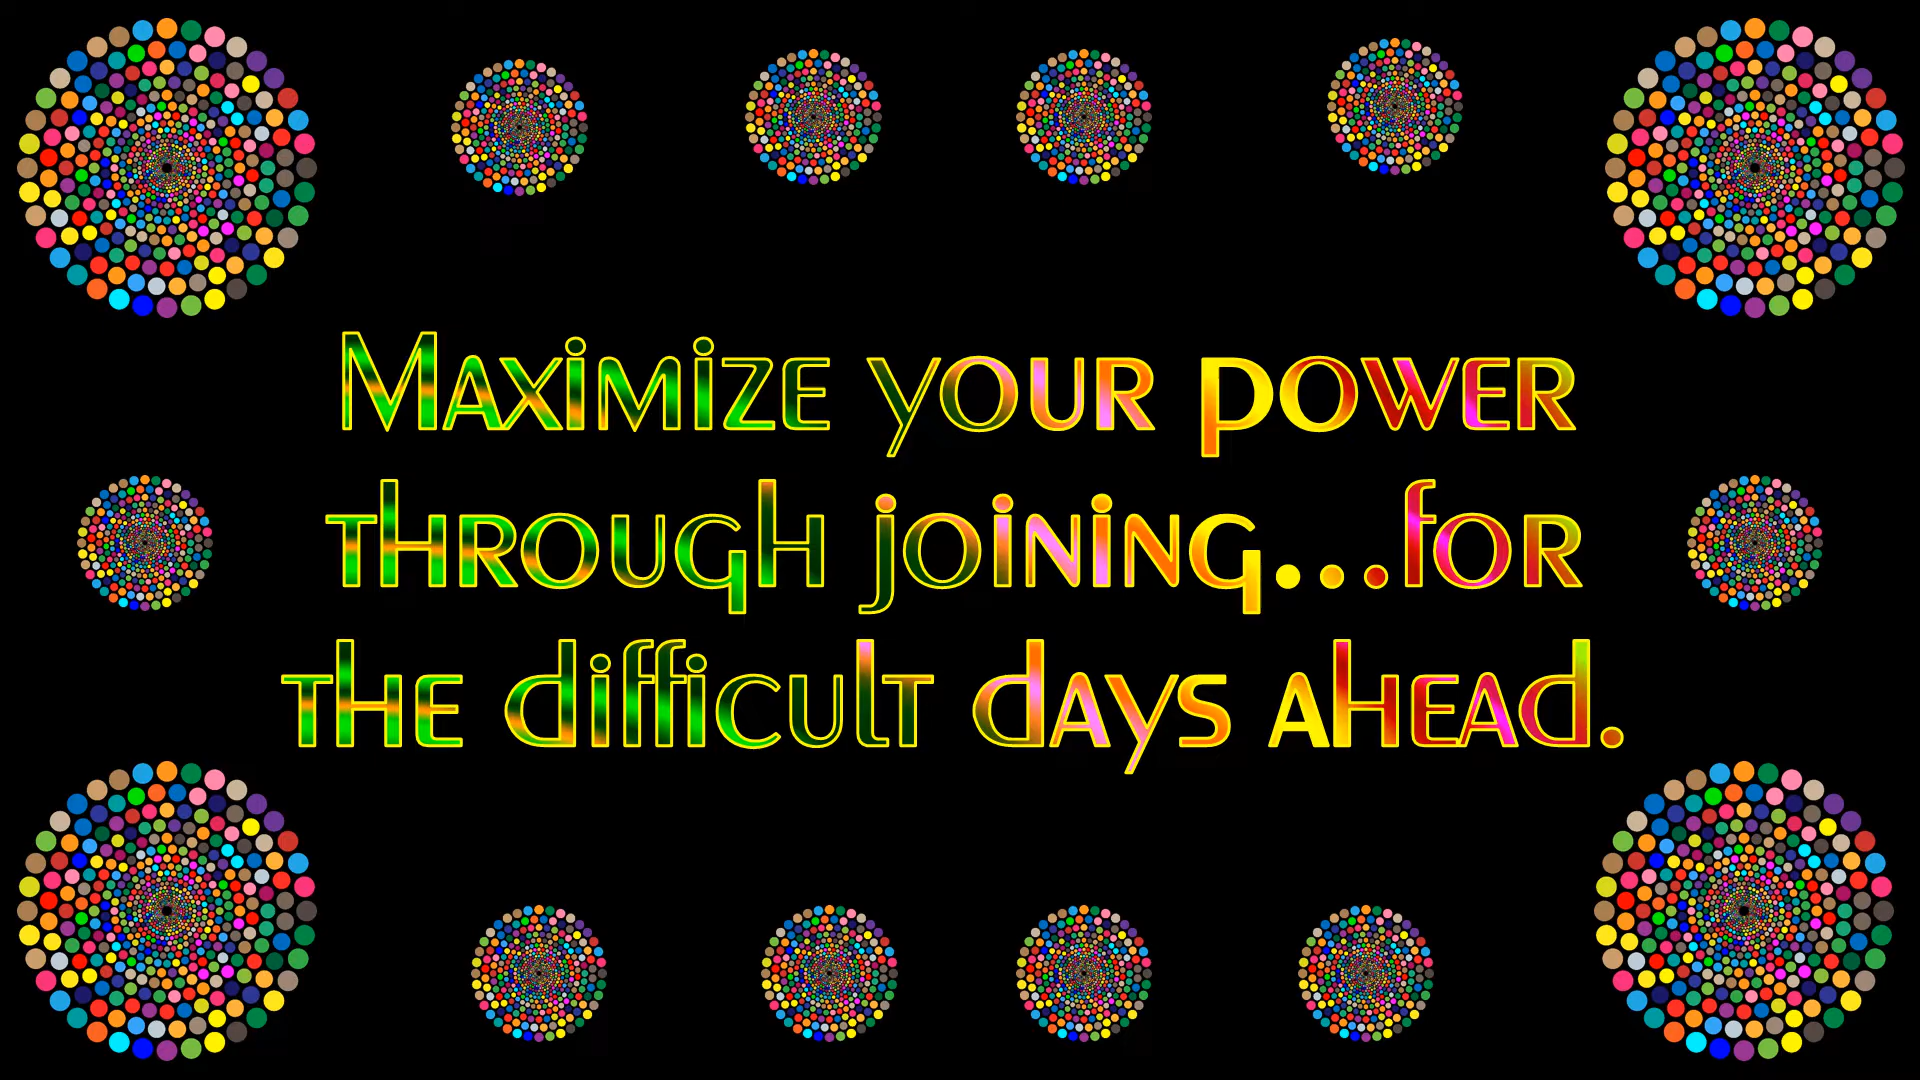 Maximize your power
through joining...for
the difficult days ahead.